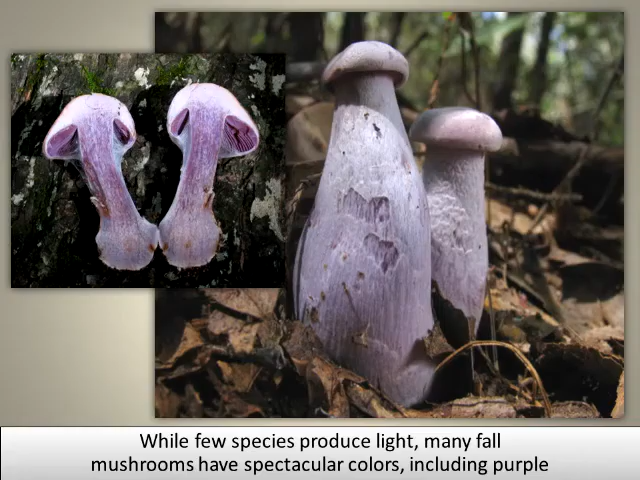 While few species produce light, many fall
mushrooms have spectacular colors, including purple